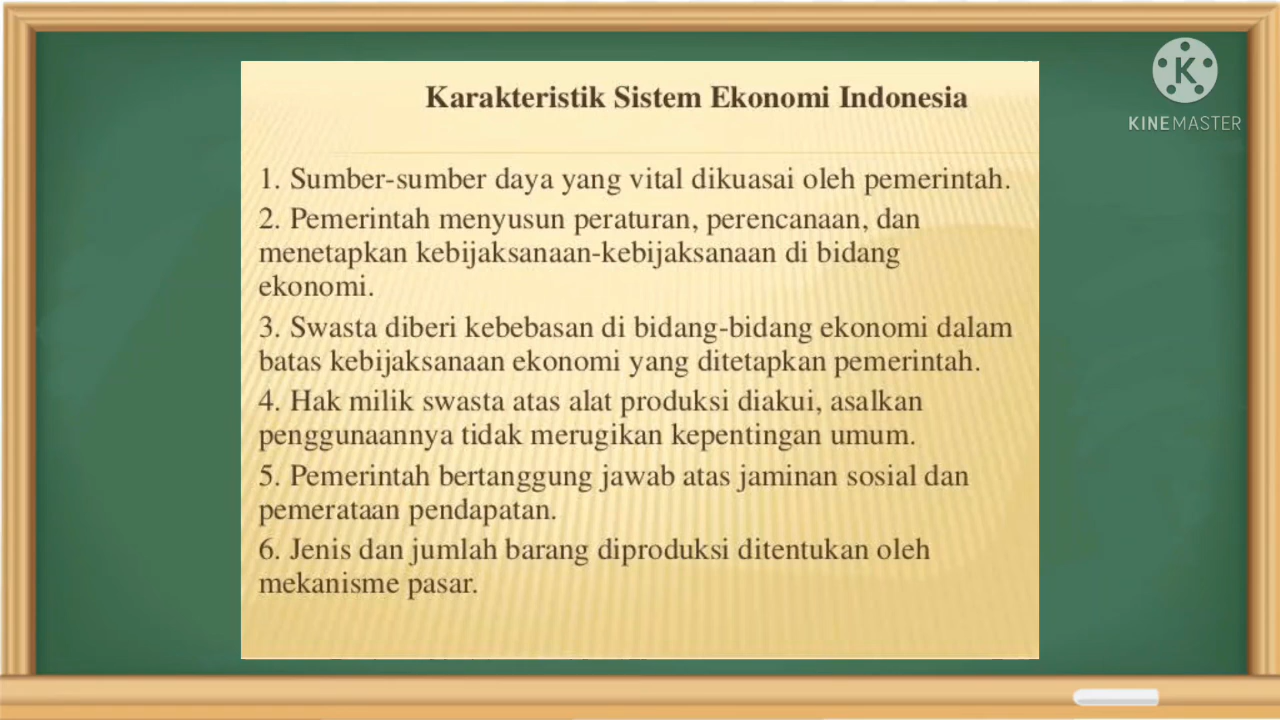 Karakteristik Sistem Ekonomi Indonesia
KINEMASTER
1. Sumber-sumber daya yang vital dikuasai oleh pemerintah.
2. Pemerintah menyusun peraturan, perencanaan, dan
menetapkan kebijaksanaan-kebijaksanaan di bidang
ekonomi.
3. Swasta diberi kebebasan di bidang-bidang ekonomi dalam
batas kebijaksanaan ekonomi yang ditetapkan pemerintah.
4. Hak milik swasta atas alat produksi diakui, asalkan
penggunaannya tidak merugikan kepentingan umum.
5. Pemerintah bertanggung jawab atas jaminan sosial dan
pemerataan pendapatan.
6. Jenis dan jumlah barang diproduksi ditentukan oleh
mekanisme pasar.